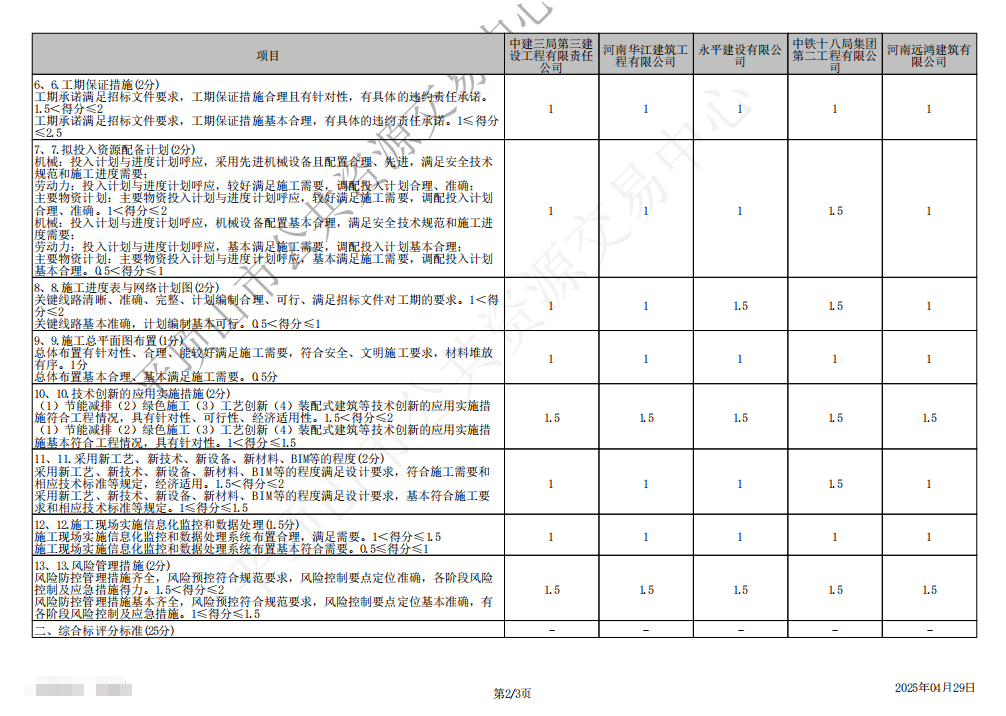 项目
中建三局第三建设工程有限责任公司
河南华江建筑工程有限公司
永平建设有限公司
中铁十八局集团第二工程有限公司
河南远鸿建筑有限公司
6、6.工期保证措施(2分)
工期承诺满足招标文件要求，工期保证措施合理且有针对性，有具体的违约责任承诺。
1.5<得分≤2
工期承诺满足招标文件要求，工期保证措施基本合理，有具体的违约责任承诺。1≤得分
≤2.5
1 1 1 1 1
7、7.拟投入资源配备计划(2分)
机械：投入计划与进度计划呼应，采用先进机械设备且配置合理、先进，满足安全技术
规范和施工进度需要；
劳动力：投入计划与进度计划呼应，较好满足施工需要，调配投入计划合理、准确；
主要物资计划：主要物资投入计划与进度计划呼应，较好满足施工需要，调配投入计划
合理、准确。1<得分≤2
机械：投入计划与进度计划呼应，机械设备配置基本合理，满足安全技术规范和施工进
度需要；
劳动力：投入计划与进度计划呼应，基本满足施工需要，调配投入计划基本合理；
主要物资计划：主要物资投入计划与进度计划呼应，基本满足施工需要，调配投入计划
基本合理。0.5<得分≤1
1 1 1 1.5 1
8、8.施工进度表与网络计划图(2分)
关键线路清晰、准确、完整、计划编制合理、可行、满足招标文件对工期的要求。1<得
分≤2
关键线路基本准确，计划编制基本可行。0.5<得分≤1
1 1 1.5 1.5 1
9、9.施工总平面图布置(1分)
总体布置有针对性、合理、能较好满足施工需要，符合安全、文明施工要求，材料堆放
有序。1分
总体布置基本合理、基本满足施工需要。0.5分
1 1 1 1 1
10、10.技术创新的应用实施措施(2分)
（1）节能减排（2）绿色施工（3）工艺创新（4）装配式建筑等技术创新的应用实施措
施符合工程情况，具有针对性、可行性、经济适用性。1.5<得分≤2
（1）节能减排（2）绿色施工（3）工艺创新（4）装配式建筑等技术创新的应用实施措
施基本符合工程情况，具有针对性。1<得分≤1.5
1.5 1.5 1.5 1.5 1.5
11、11.采用新工艺、新技术、新设备、新材料、BIM等的程度(2分)
采用新工艺、新技术、新设备、新材料、BIM等的程度满足设计要求，符合施工需要和
相应技术标准等规定，经济适用。1.5<得分≤2
采用新工艺、新技术、新设备、新材料、BIM等的程度满足设计要求，基本符合施工要
求和相应技术标准等规定。1≤得分≤1.5
1 1 1 1.5 1
12、12.施工现场实施信息化监控和数据处理(1.5分)
施工现场实施信息化监控和数据处理系统布置合理，满足需要。1<得分≤1.5
施工现场实施信息化监控和数据处理系统布置基本符合需要。0.5≤得分≤1
1 1 1 1 1
13、13.风险管理措施(2分)
风险防控管理措施齐全，风险预控符合规范要求，风险控制要点定位准确，各阶段风险
控制及应急措施得力。1.5<得分≤2
风险防控管理措施基本齐全，风险预控符合规范要求，风险控制要点定位基本准确，有
各阶段风险控制及应急措施。1≤得分≤1.5
1.5 1.5 1.5 1.5 1.5
二、综合标评分标准(25分)
– – – – –
平顶山市公共资源交易中心
平顶山市公共资源交易中心
第2/3页
2025年04月29日